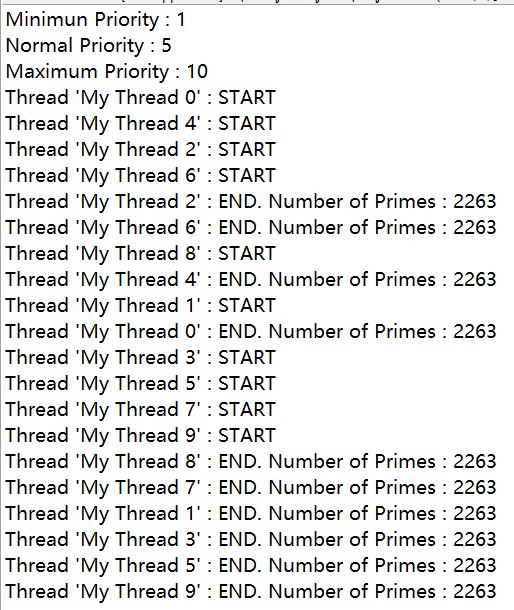 Minimun Priority : 1
Normal Priority : 5
Maximum Priority : 10
Thread 'My Thread 0' : START
Thread 'My Thread 4' : START
Thread 'My Thread 2' : START
Thread 'My Thread 6' : START
Thread 'My Thread 2' : END. Number of Primes : 2263
Thread 'My Thread 6' : END. Number of Primes : 2263
Thread 'My Thread 8' : START
Thread 'My Thread 4' : END. Number of Primes : 2263
Thread 'My Thread 1' : START
Thread 'My Thread 0' : END. Number of Primes : 2263
Thread 'My Thread 3' : START
Thread 'My Thread 5' : START
Thread 'My Thread 7' : START
Thread 'My Thread 9' : START
Thread 'My Thread 8' : END. Number of Primes : 2263
Thread 'My Thread 7' : END. Number of Primes : 2263
Thread 'My Thread 1' : END. Number of Primes : 2263
Thread 'My Thread 3' : END. Number of Primes : 2263
Thread 'My Thread 5' : END. Number of Primes : 2263
Thread 'My Thread 9' : END. Number of Primes : 2263